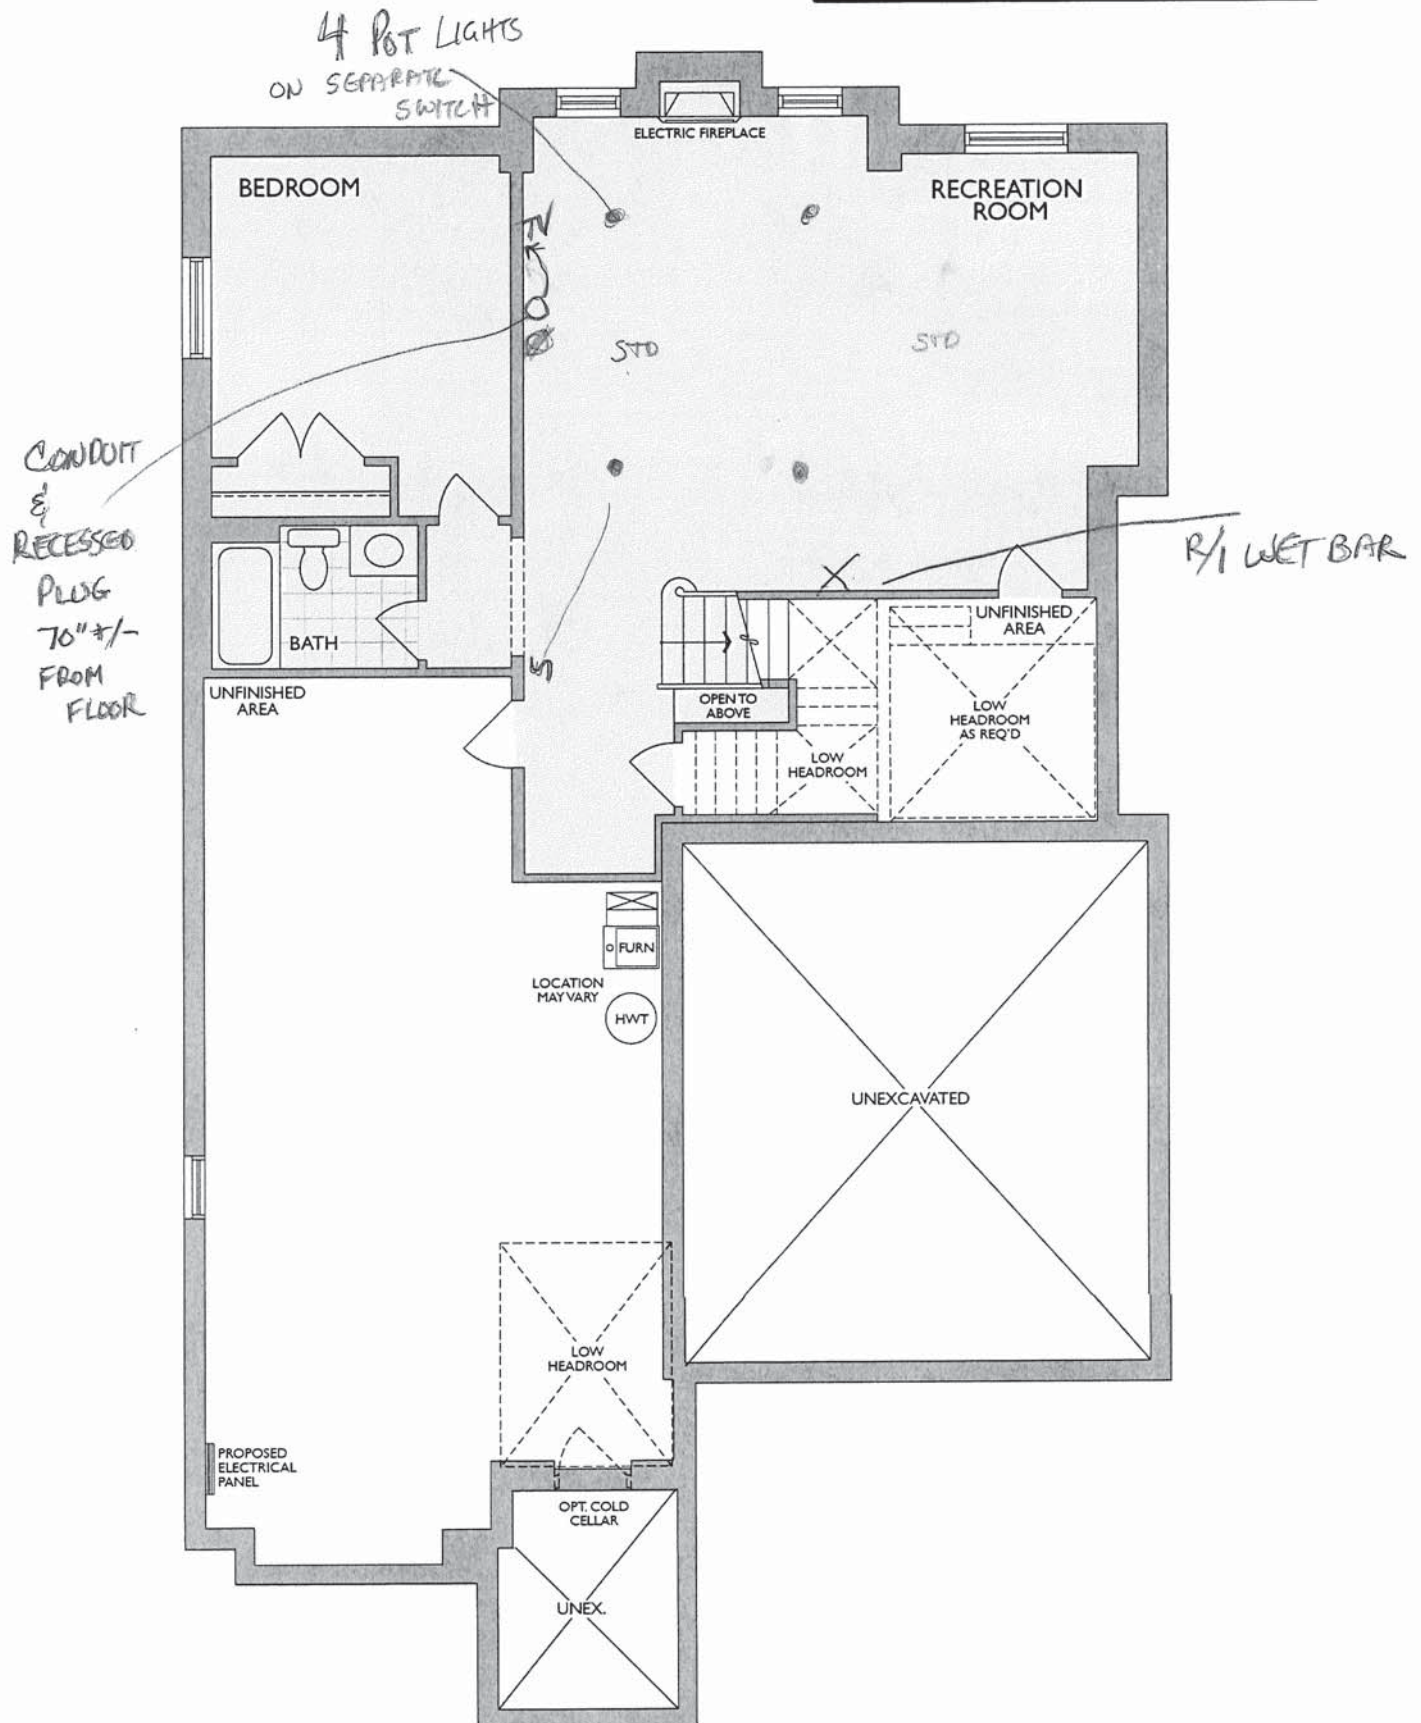 4 POT LIGHTS
ON SEPARATE
SWITCH
ELECTRIC FIREPLACE
BEDROOM
RECREATION
ROOM
TV
STD
STD
CONDUIT
&
RECESSED
PLUG
70" +/-
FROM
FLOOR
R/I WET BAR
X
BATH
UNFINISHED
AREA
S
OPEN TO
ABOVE
UNFINISHED
AREA
LOW
HEADROOM
AS REQ'D
LOW
HEADROOM
FURN
LOCATION
MAY VARY
HWT
UNEXCAVATED
LOW
HEADROOM
PROPOSED
ELECTRICAL
PANEL
OPT. COLD
CELLAR
UNEX.